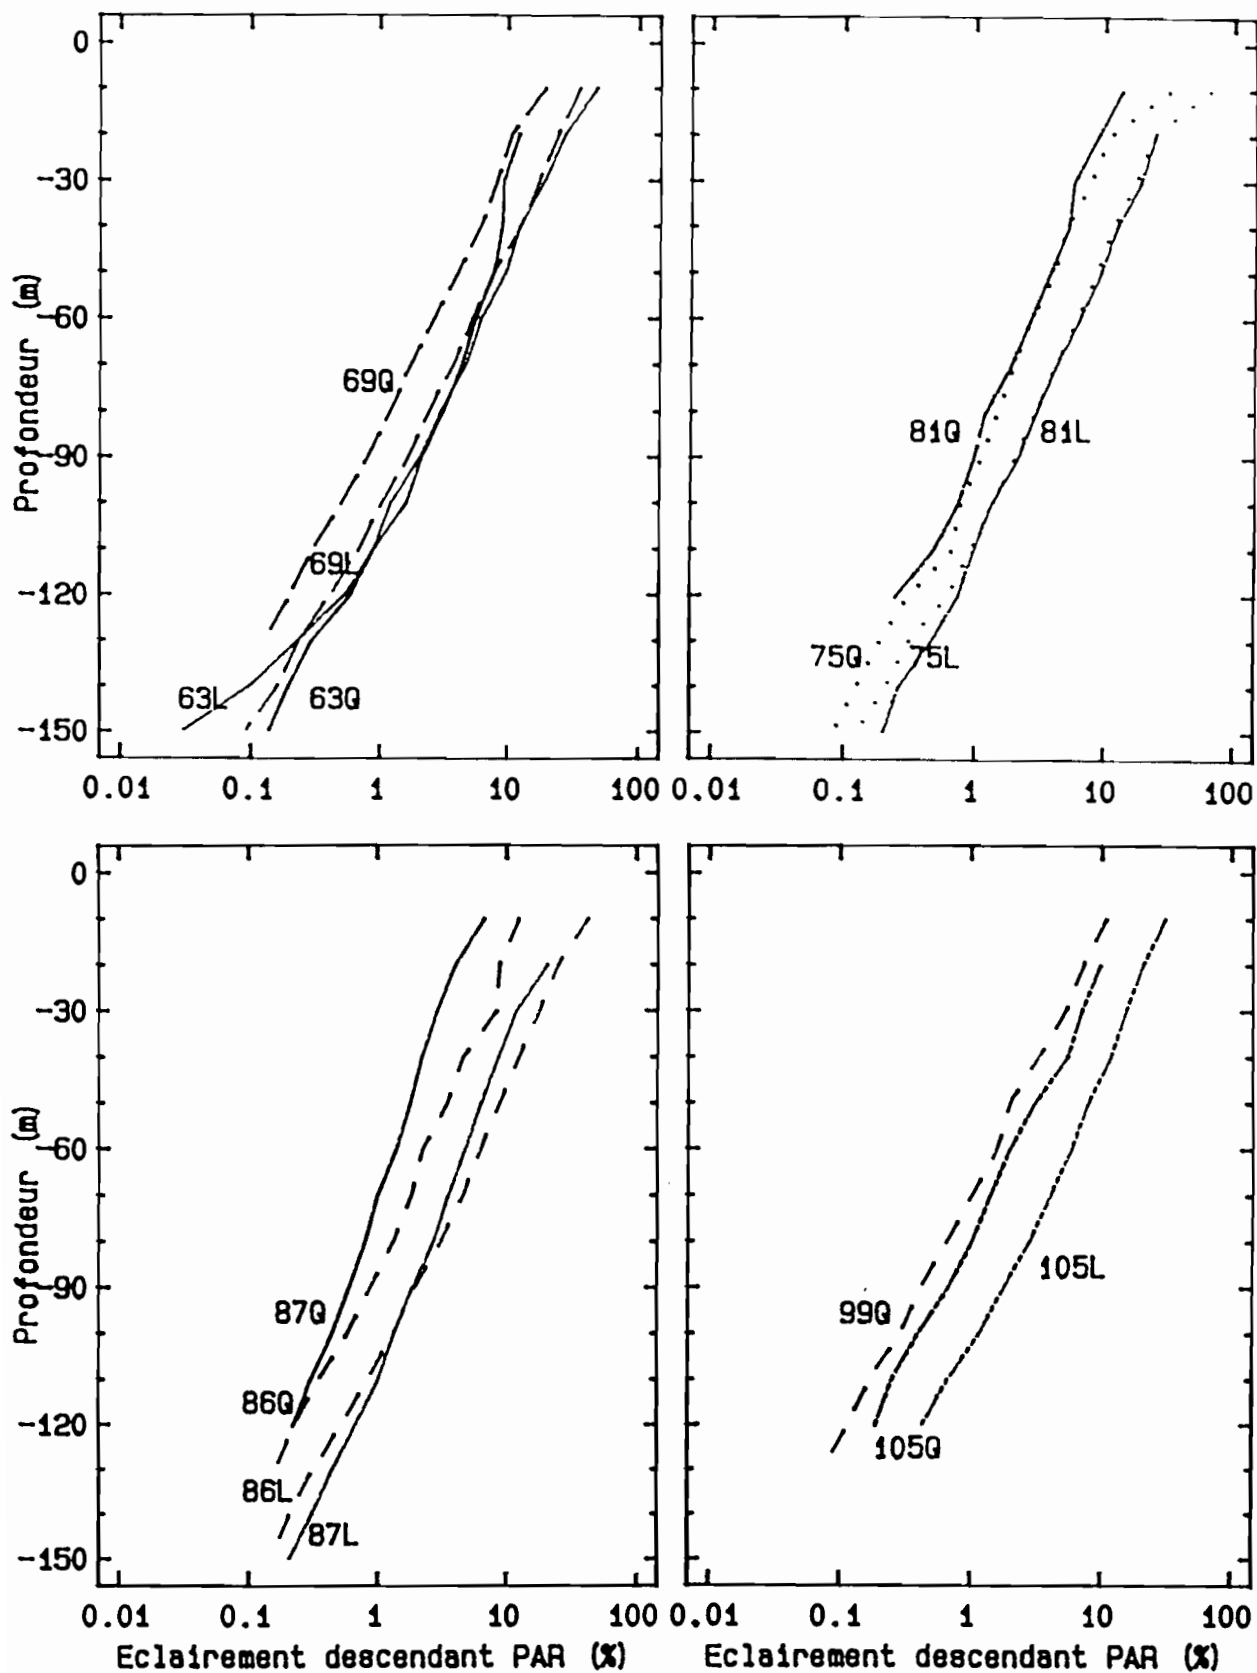 0
-30
-60
-90
-120
-150
Profondeur (m)
69Q
69L
63L
63Q
0.01 0.1 1 10 100
81Q
81L
75Q
75L
0.01 0.1 1 10 100
0
-30
-60
-90
-120
-150
Profondeur (m)
87Q
86Q
86L
87L
0.01 0.1 1 10 100
Eclairement descendant PAR (%)
99Q
105L
105Q
0.01 0.1 1 10 100
Eclairement descendant PAR (%)